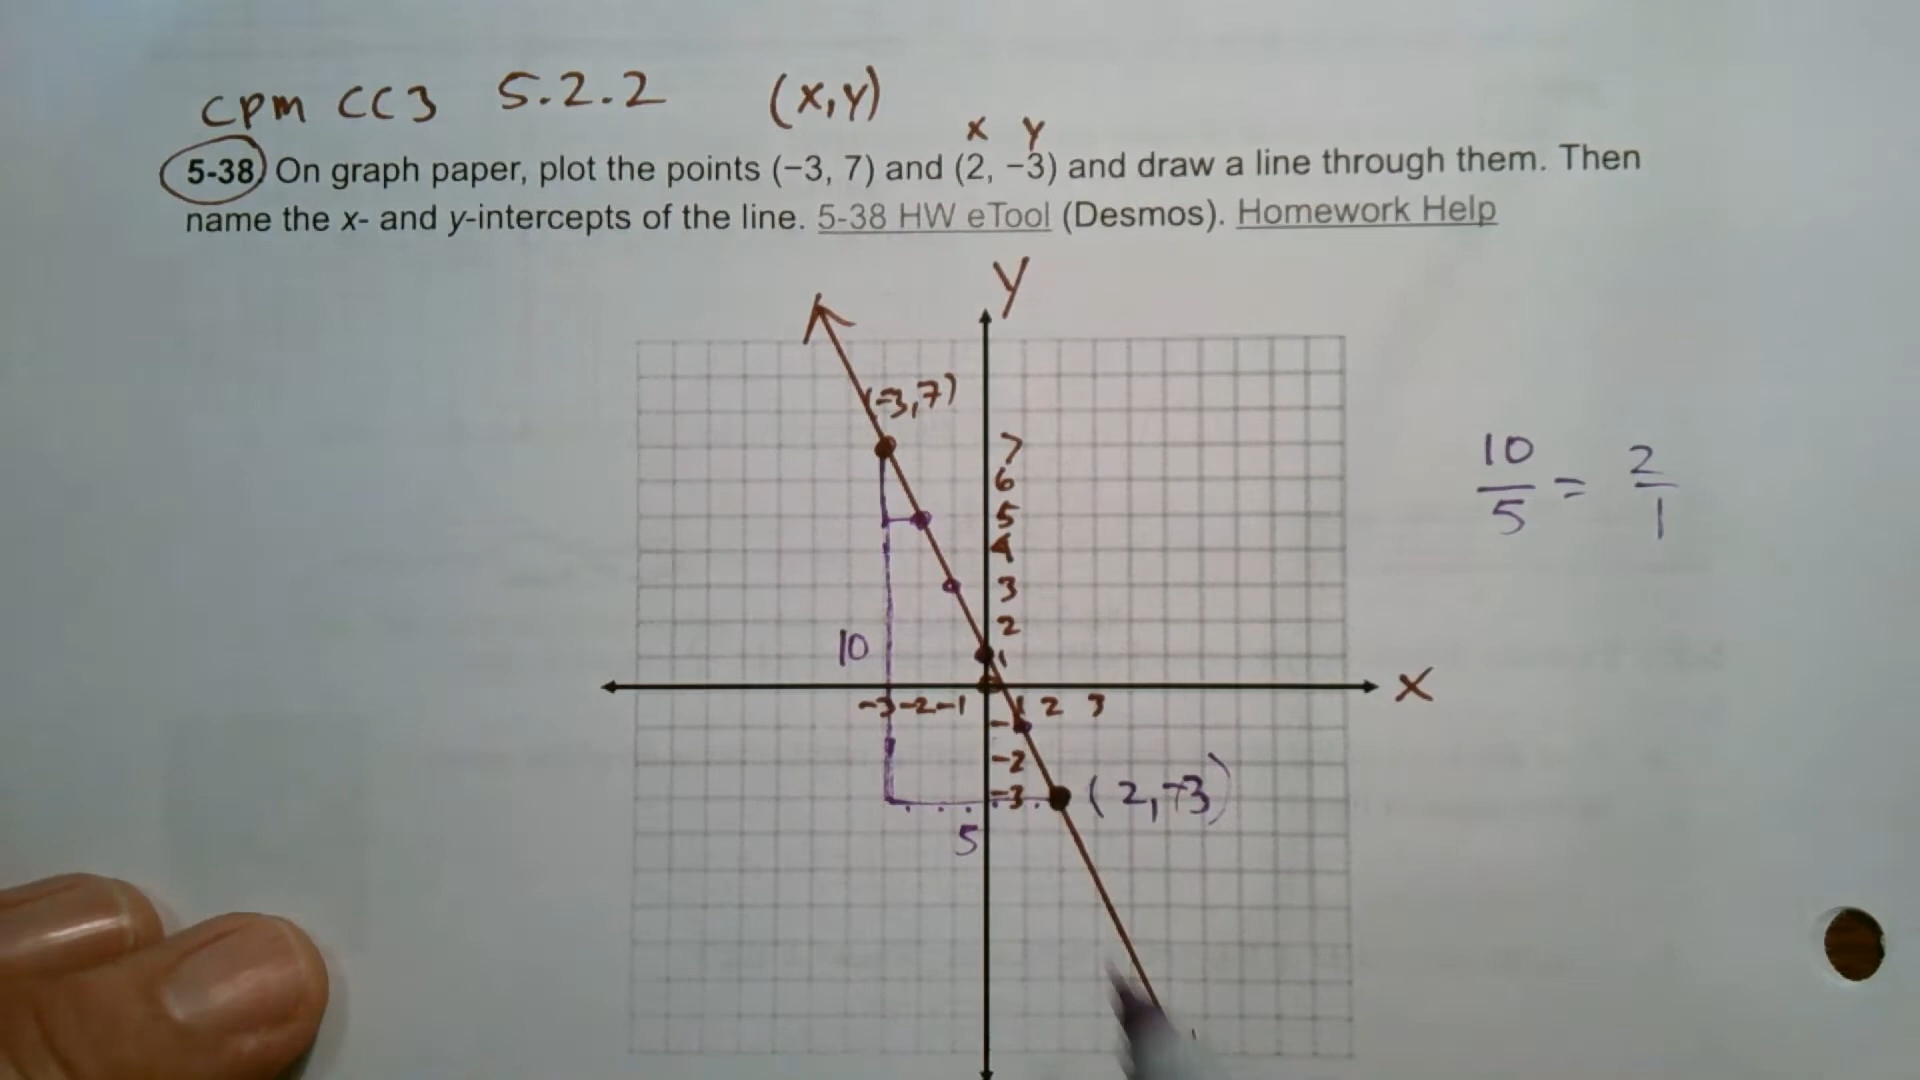 CPM CC3 5.2.2 (x,y)
x y
5-38 On graph paper, plot the points (−3, 7) and (2, −3) and draw a line through them. Then
name the x- and y-intercepts of the line. 5-38 HW eTool (Desmos). Homework Help
y
(-3,7)
7
6
5
4
3
2
1
10
x
-3 -2 -1 1 2 3
-1
-2
-3
(2,-3)
5
10/5 = 2/1